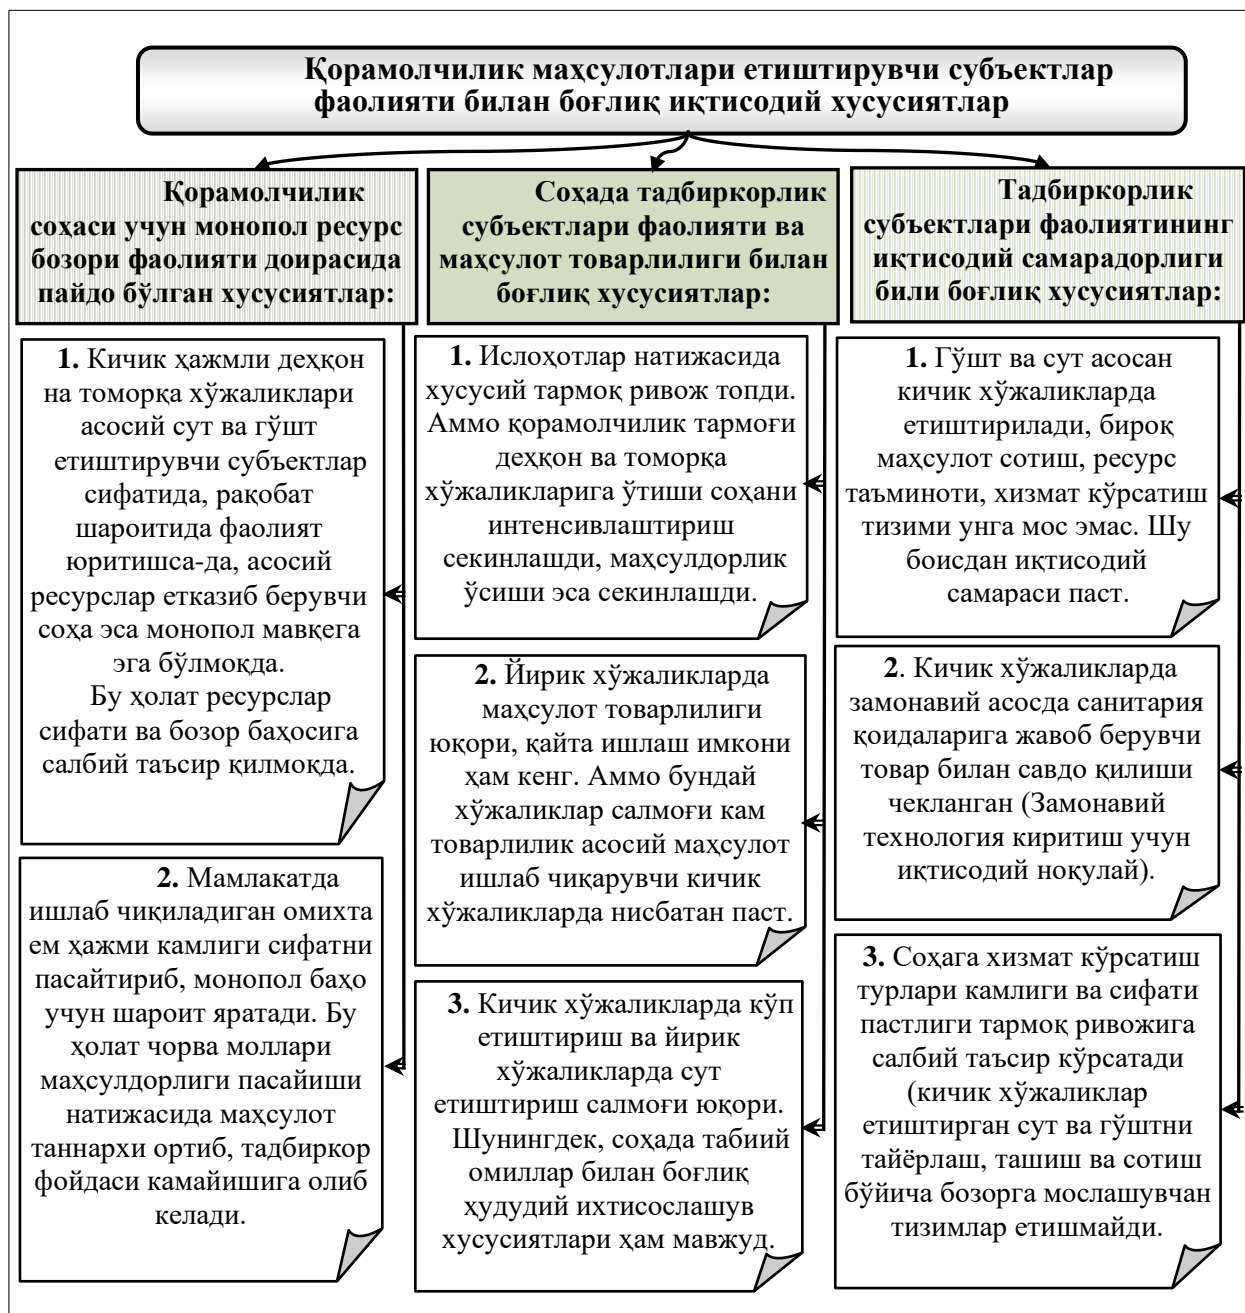 Қорамолчилик маҳсулотлари етиштирувчи субъектлар
фаолияти билан боғлиқ иқтисодий хусусиятлар
Қорамолчилик
соҳаси учун монопол ресурс
бозори фаолияти доирасида
пайдо бўлган хусусиятлар:
1. Кичик ҳажмли деҳқон
на томорқа хўжаликлари
асосий сут ва гўшт
етиштирувчи субъектлар
сифатида, рақобат
шароитида фаолият
юритишса-да, асосий
ресурслар етказиб берувчи
соҳа эса монопол мавқега
эга бўлмоқда.
Бу ҳолат ресурслар
сифати ва бозор баҳосига
салбий таъсир қилмоқда.
2. Мамлакатда
ишлаб чиқиладиган омихта
ем ҳажми камлиги сифатни
пасайтириб, монопол баҳо
учун шароит яратади. Бу
ҳолат чорва моллари
маҳсулдорлиги пасайиши
натижасида маҳсулот
таннархи ортиб, тадбиркор
фойдаси камайишига олиб
келади.
Соҳада тадбиркорлик
субъектлари фаолияти ва
маҳсулот товарлилиги билан
боғлиқ хусусиятлар:
1. Ислоҳотлар натижасида
хусусий тармоқ ривож топди.
Аммо қорамолчилик тармоғи
деҳқон ва томорқа
хўжаликларига ўтиши соҳани
интенсивлаштириш
секинлашди, маҳсулдорлик
ўсиши эса секинлашди.
2. Йирик хўжаликларда
маҳсулот товарлилиги
юқори, қайта ишлаш имкони
ҳам кенг. Аммо бундай
хўжаликлар салмоғи кам
товарлилик асосий маҳсулот
ишлаб чиқарувчи кичик
хўжаликларда нисбатан паст.
3. Кичик хўжаликларда кўп
етиштириш ва йирик
хўжаликларда сут
етиштириш салмоғи юқори.
Шунингдек, соҳада табиий
омиллар билан боғлиқ
ҳудудий ихтисослашув
хусусиятлари ҳам мавжуд.
Тадбиркорлик
субъектлари фаолиятининг
иқтисодий самарадорлиги
били боғлиқ хусусиятлар:
1. Гўшт ва сут асосан
кичик хўжаликларда
етиштирилади, бироқ
маҳсулот сотиш, ресурс
таъминоти, хизмат кўрсатиш
тизими унга мос эмас. Шу
боисдан иқтисодий
самараси паст.
2. Кичик хўжаликларда
замонавий асосда санитария
қоидаларига жавоб берувчи
товар билан савдо қилиши
чекланган (Замонавий
технология киритиш учун
иқтисодий ноқулай).
3. Соҳага хизмат кўрсатиш
турлари камлиги ва сифати
пастлиги тармоқ ривожига
салбий таъсир кўрсатади
(кичик хўжаликлар
етиштирган сут ва гўштни
тайёрлаш, ташиш ва сотиш
бўйича бозорга мослашувчан
тизимлар етишмайди.